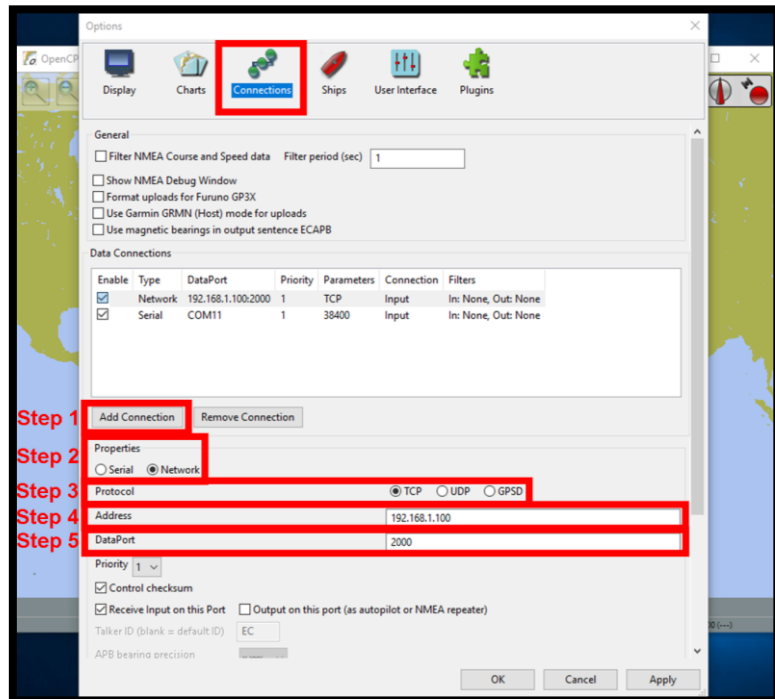 Options
OpenCP
Display Charts Connections Ships User Interface Plugins
General
Filter NMEA Course and Speed data Filter period (sec) 1
Show NMEA Debug Window
Format uploads for Furuno GP3X
Use Garmin GRMN (Host) mode for uploads
Use magnetic bearings in output sentence ECAPB
Data Connections
Enable Type DataPort Priority Parameters Connection Filters
Network 192.168.1.100:2000 1 TCP Input In: None, Out: None
Serial COM11 1 38400 Input In: None, Out: None
Step 1 Add Connection Remove Connection
Properties
Step 2
Serial Network
Step 3 Protocol TCP UDP GPSD
Step 4 Address 192.168.1.100
Step 5 DataPort 2000
Priority 1
Control checksum
Receive Input on this Port Output on this port (as autopilot or NMEA repeater)
Talker ID (blank = default ID) EC
APB bearing precision
OK Cancel Apply